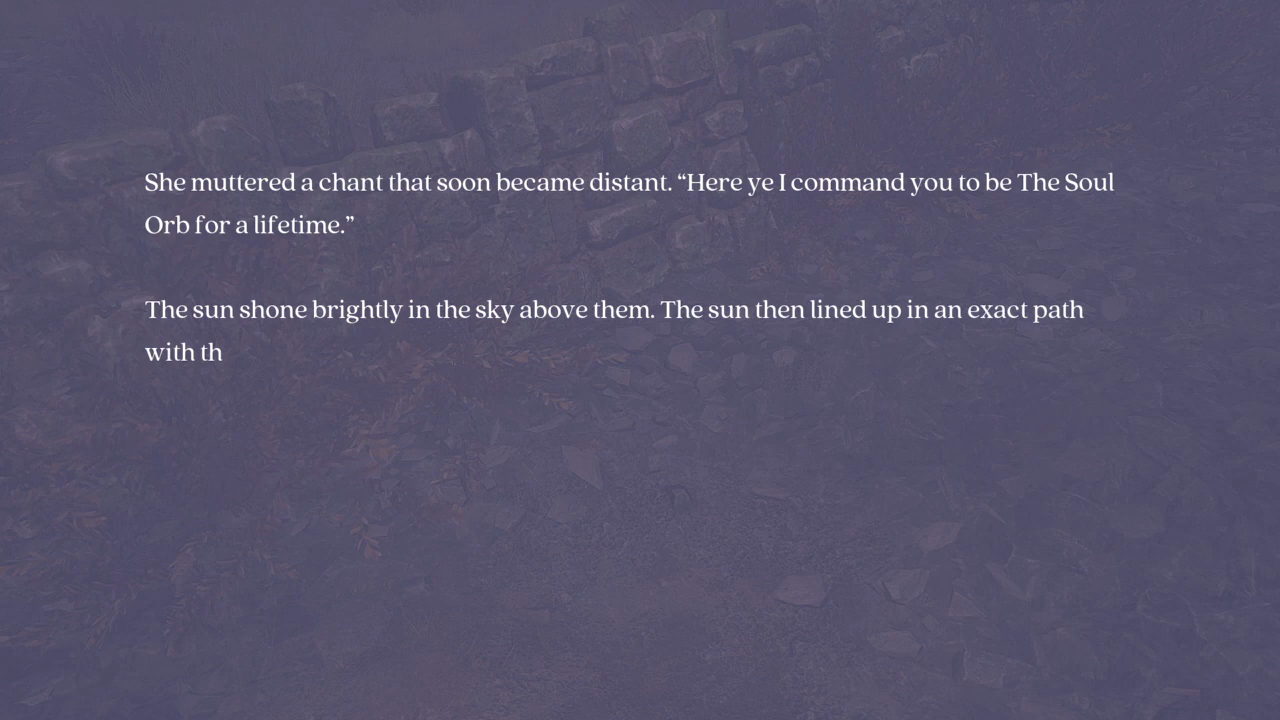 She muttered a chant that soon became distant. “Here ye I command you to be The Soul
Orb for a lifetime.”
The sun shone brightly in the sky above them. The sun then lined up in an exact path
with th